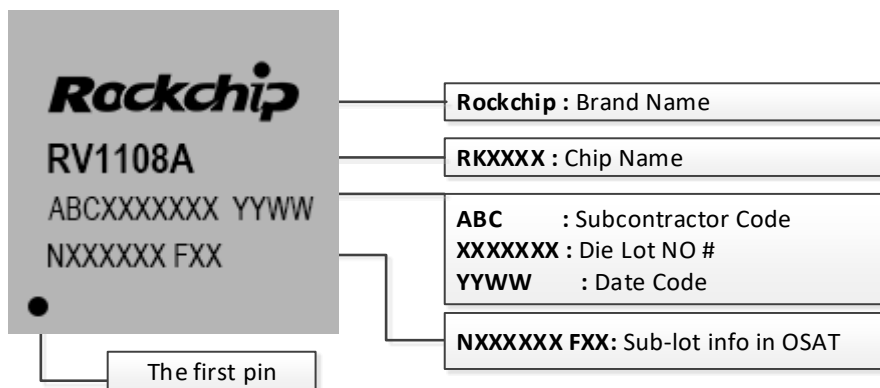 Rockchip
RV1108A
ABCXXXXXXX YYWW
NXXXXXX FXX
Rockchip : Brand Name
RKXXXX : Chip Name
ABC : Subcontractor Code
XXXXXXX : Die Lot NO #
YYWW : Date Code
NXXXXXX FXX: Sub-lot info in OSAT
The first pin